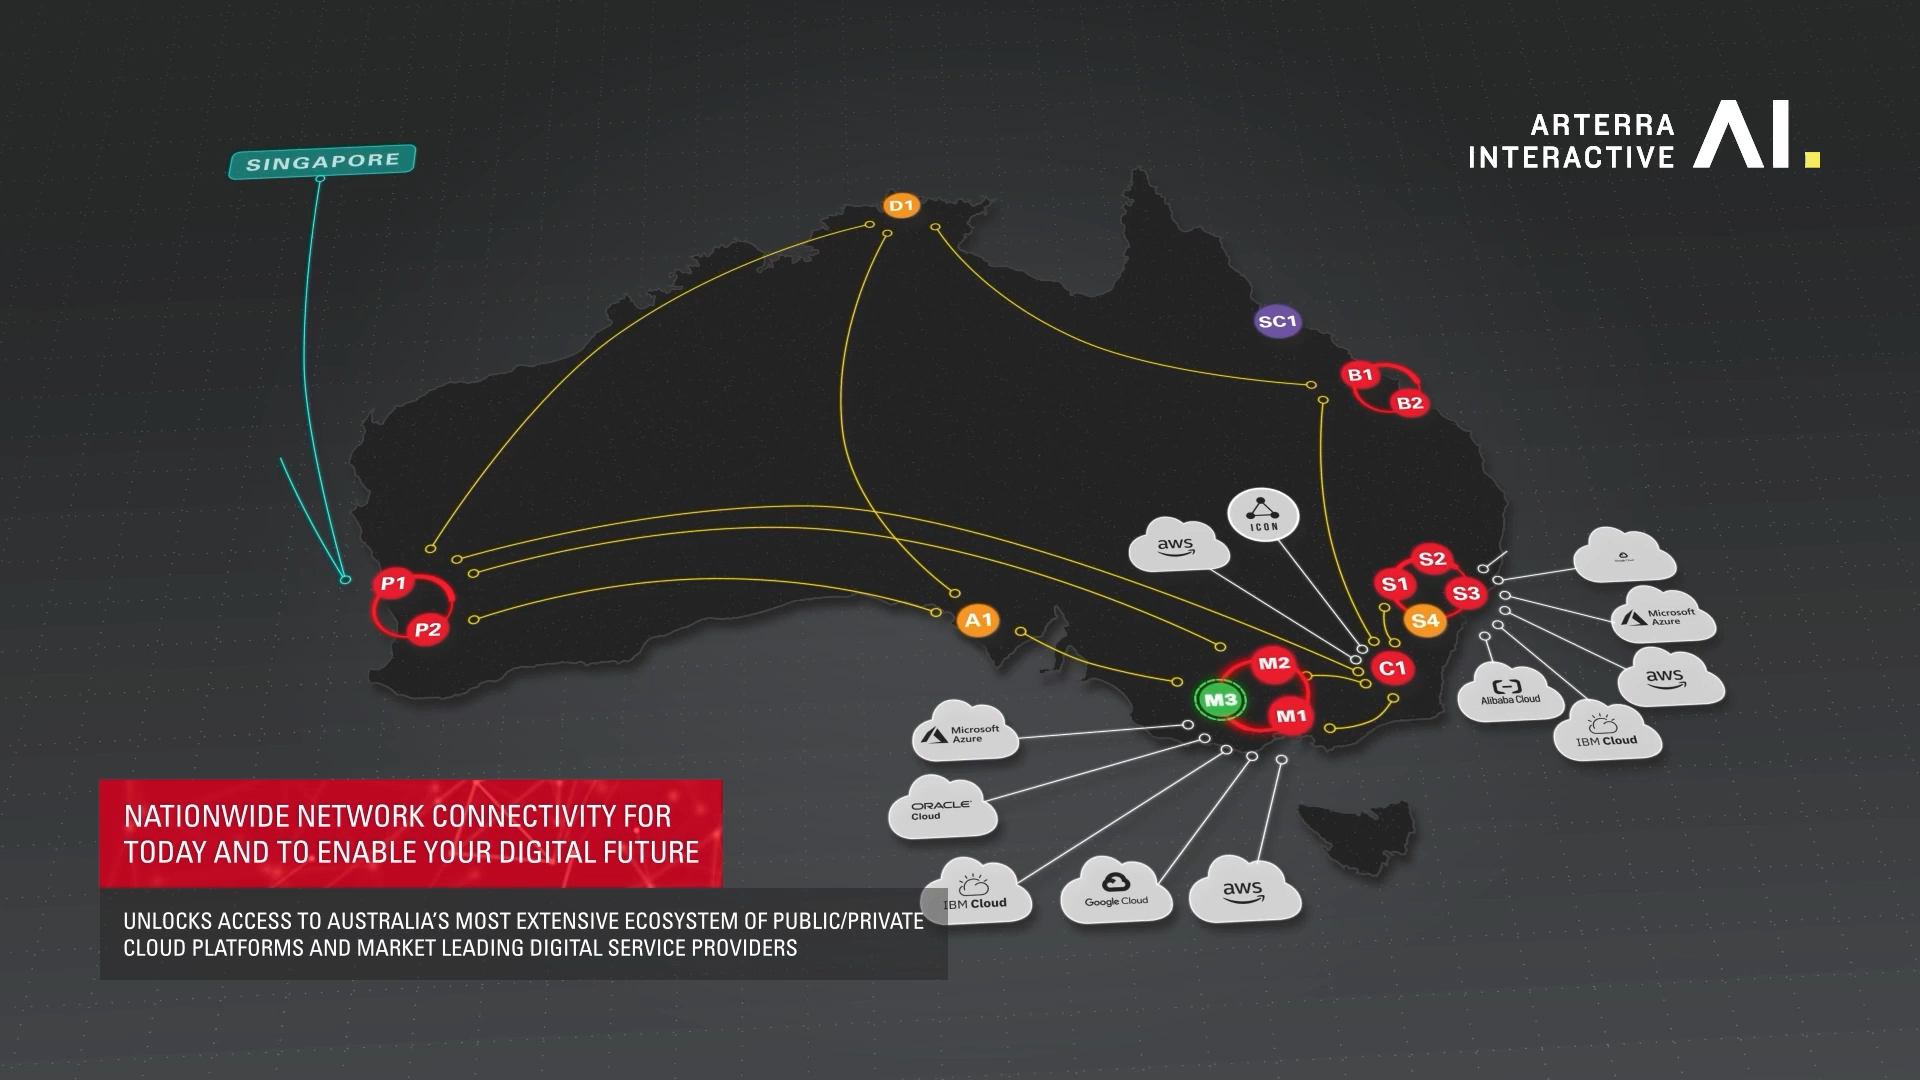 ARTERRA
INTERACTIVE
AI.
SINGAPORE
D1
SC1
B1
B2
ICON
aws
S2
S1
S3
S4
Google Cloud
Microsoft
Azure
aws
Alibaba Cloud
IBM Cloud
P1
P2
A1
C1
M2
M3
M1
Microsoft
Azure
ORACLE
Cloud
IBM Cloud
Google Cloud
aws
NATIONWIDE NETWORK CONNECTIVITY FOR
TODAY AND TO ENABLE YOUR DIGITAL FUTURE
UNLOCKS ACCESS TO AUSTRALIA'S MOST EXTENSIVE ECOSYSTEM OF PUBLIC/PRIVATE
CLOUD PLATFORMS AND MARKET LEADING DIGITAL SERVICE PROVIDERS